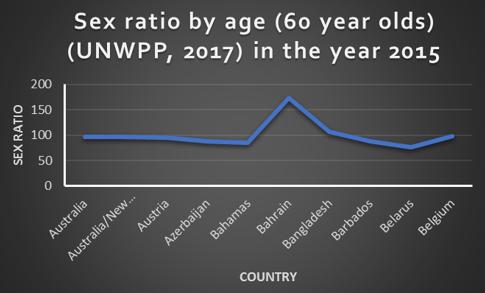 Sex ratio by age (60 year olds)
(UNWPP, 2017) in the year 2015
200
150
100
50
0
SEX RATIO
Australia
Australia/New...
Austria
Azerbaijan
Bahamas
Bahrain
Bangladesh
Barbados
Belarus
Belgium
COUNTRY